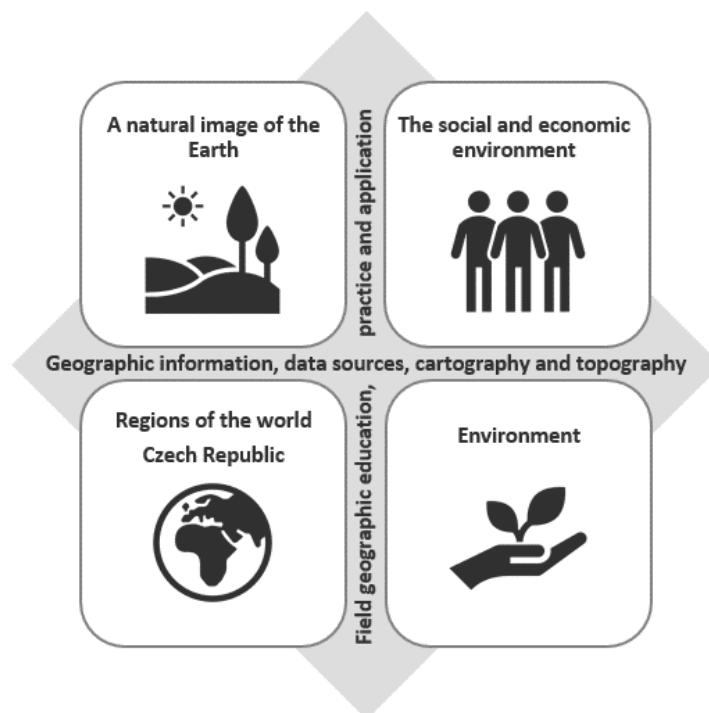 A natural image of the
Earth
The social and economic
environment
Geographic information, data sources, cartography and topography
Regions of the world
Czech Republic
Environment
Field geographic education, practice and application